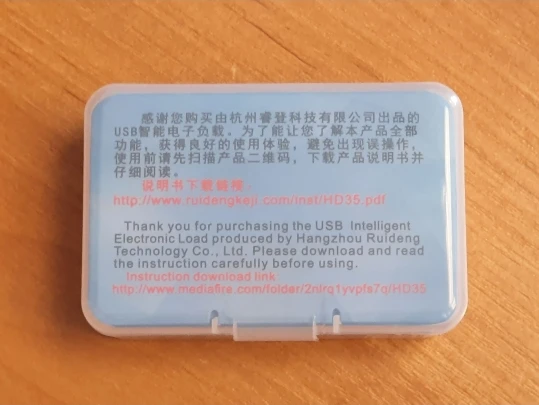 感谢您购买由杭州睿登科技有限公司出品的
USB智能电子负载。为了能让您了解本产品全部
功能，获得良好的使用体验，避免出现误操作，
使用前请先扫描产品二维码，下载产品说明书并
仔细阅读。
说明书下载链接：
http://www.ruidengkeji.com/inst/HD35.pdf
Thank you for purchasing the USB Intelligent
Electronic Load produced by Hangzhou Ruideng
Technology Co., Ltd. Please download and read
the instruction carefully before using.
Instruction download link:
http://www.mediafire.com/folder/2nlrq1yvpfs7q/HD35